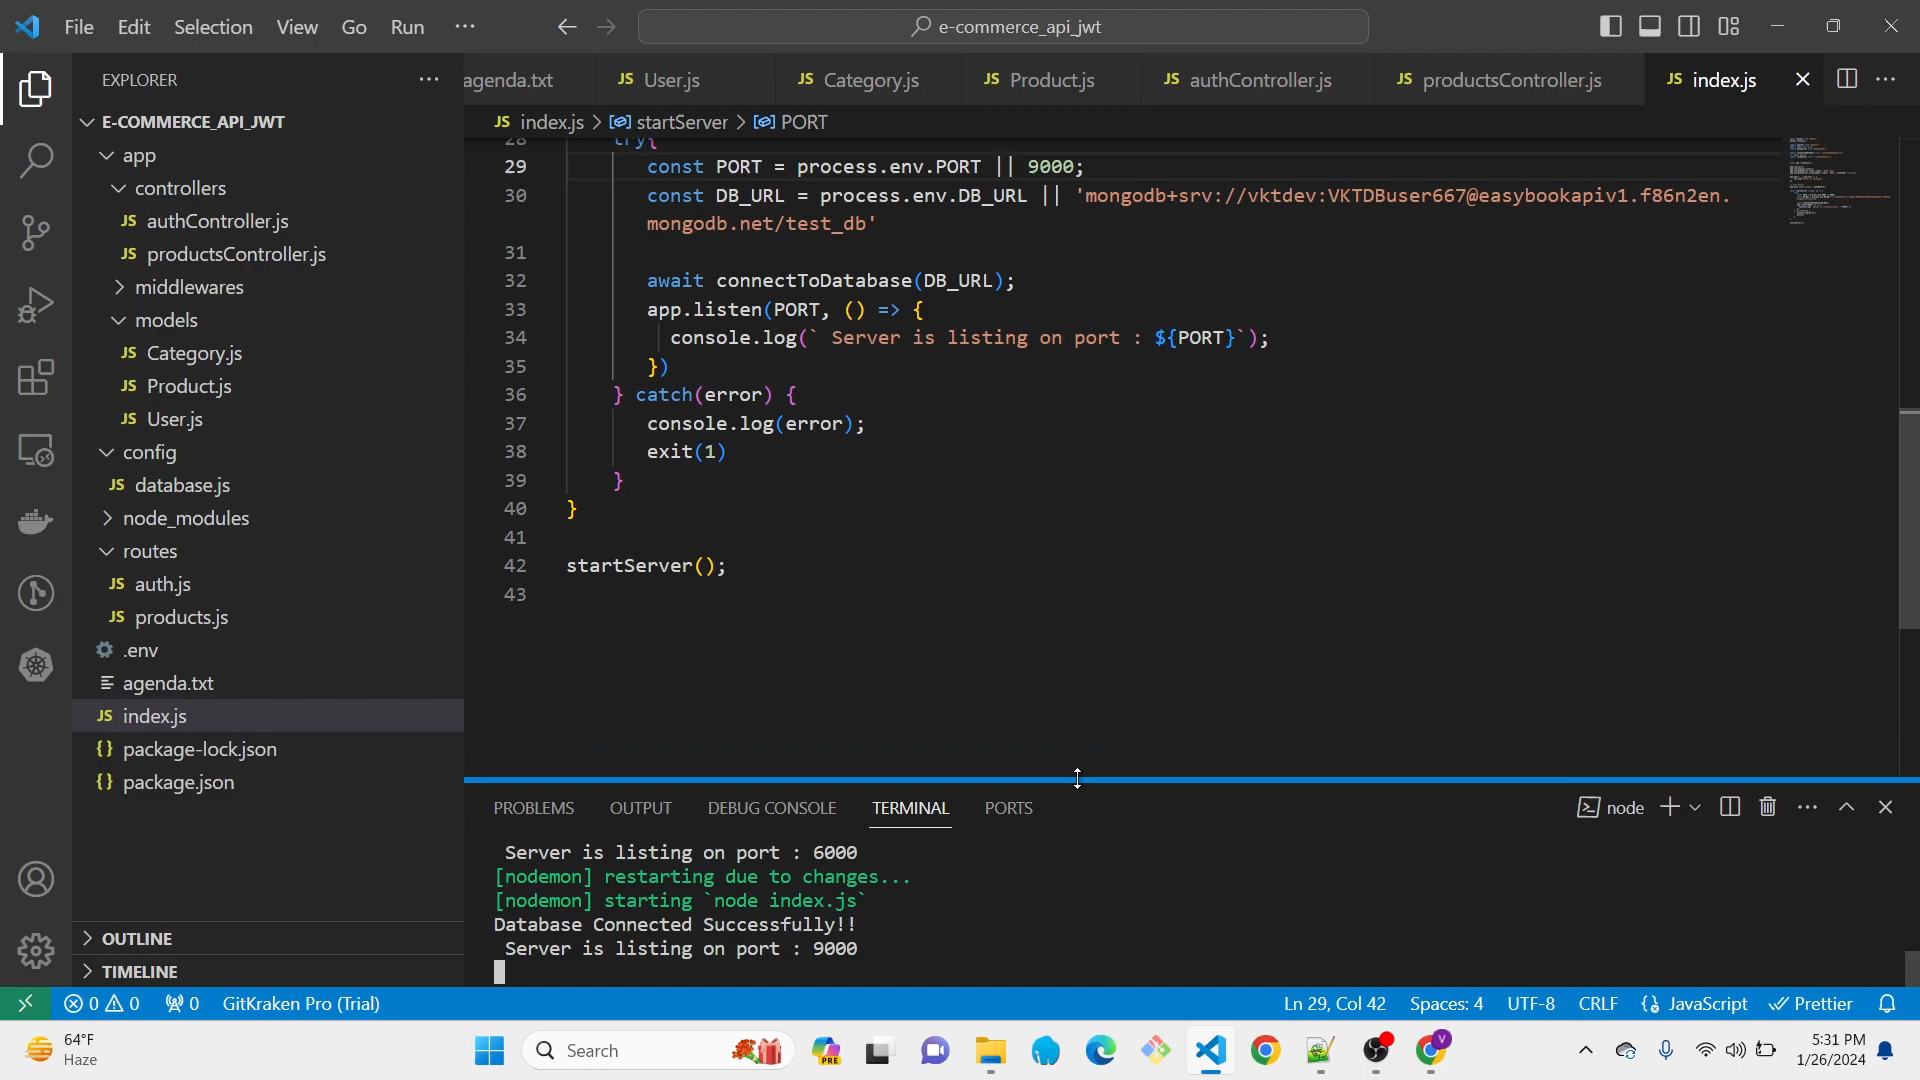 File Edit Selection View Go Run ··· e-commerce_api_jwt
EXPLORER ···
agenda.txt JS User.js JS Category.js JS Product.js JS authController.js JS productsController.js JS index.js
E-COMMERCE_API_JWT
app
controllers
JS authController.js
JS productsController.js
middlewares
models
JS Category.js
JS Product.js
JS User.js
config
JS database.js
node_modules
routes
JS auth.js
JS products.js
.env
agenda.txt
JS index.js
{} package-lock.json
{} package.json
OUTLINE
TIMELINE
JS index.js > startServer > PORT
28 try{
29 const PORT = process.env.PORT || 9000;
30 const DB_URL = process.env.DB_URL || 'mongodb+srv://vktdev:VKTDBuser667@easybookapiv1.f86n2en.
mongodb.net/test_db'
31
32 await connectToDatabase(DB_URL);
33 app.listen(PORT, () => {
34 console.log(` Server is listing on port : ${PORT}`);
35 })
36 } catch(error) {
37 console.log(error);
38 exit(1)
39 }
40 }
41
42 startServer();
43
PROBLEMS OUTPUT DEBUG CONSOLE TERMINAL PORTS node
Server is listing on port : 6000
[nodemon] restarting due to changes...
[nodemon] starting `node index.js`
Database Connected Successfully!!
Server is listing on port : 9000
0 0 0 GitKraken Pro (Trial) Ln 29, Col 42 Spaces: 4 UTF-8 CRLF {} JavaScript Prettier
64°F
Haze
Search
PRE
V
5:31 PM
1/26/2024